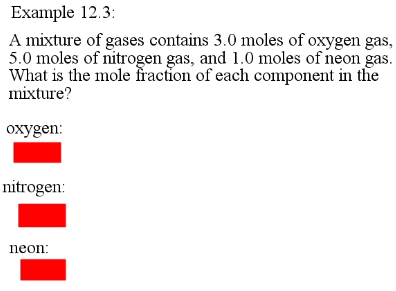 Example 12.3:
A mixture of gases contains 3.0 moles of oxygen gas,
5.0 moles of nitrogen gas, and 1.0 moles of neon gas.
What is the mole fraction of each component in the
mixture?
oxygen:
nitrogen:
neon: